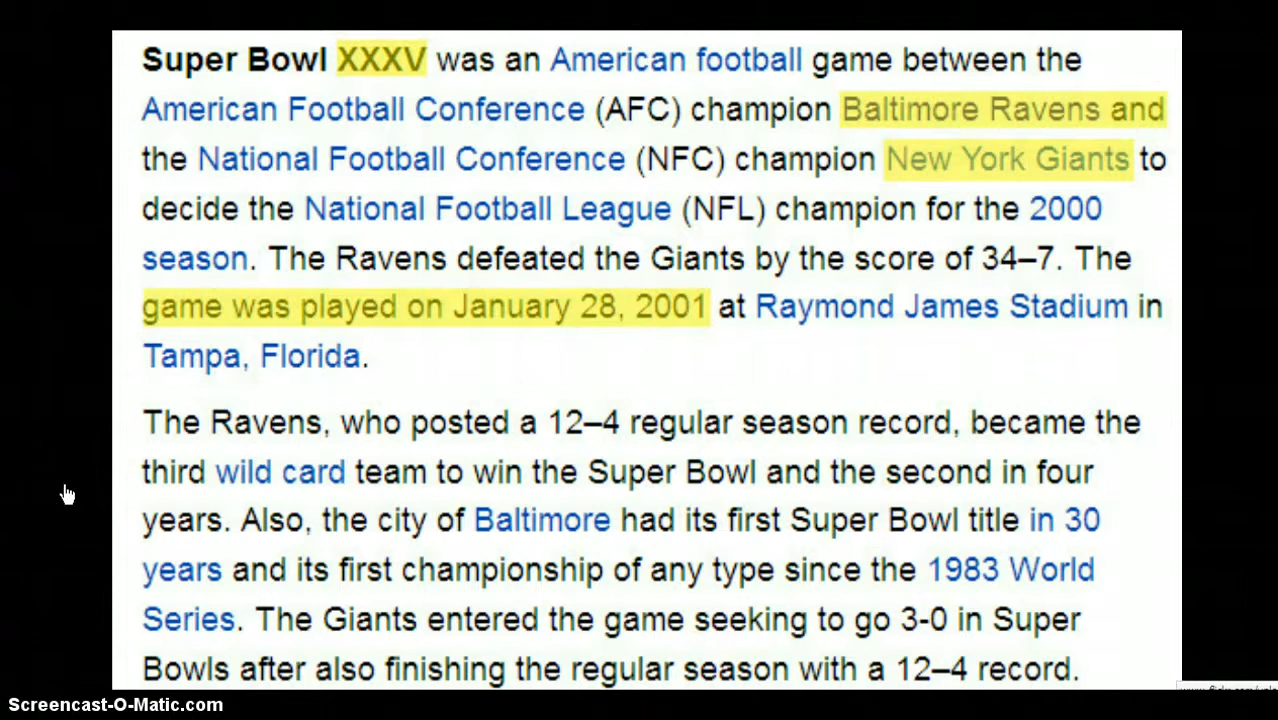 Super Bowl XXXV was an American football game between the
American Football Conference (AFC) champion Baltimore Ravens and
the National Football Conference (NFC) champion New York Giants to
decide the National Football League (NFL) champion for the 2000
season. The Ravens defeated the Giants by the score of 34–7. The
game was played on January 28, 2001 at Raymond James Stadium in
Tampa, Florida.
The Ravens, who posted a 12–4 regular season record, became the
third wild card team to win the Super Bowl and the second in four
years. Also, the city of Baltimore had its first Super Bowl title in 30
years and its first championship of any type since the 1983 World
Series. The Giants entered the game seeking to go 3-0 in Super
Bowls after also finishing the regular season with a 12–4 record.
Screencast-O-Matic.com